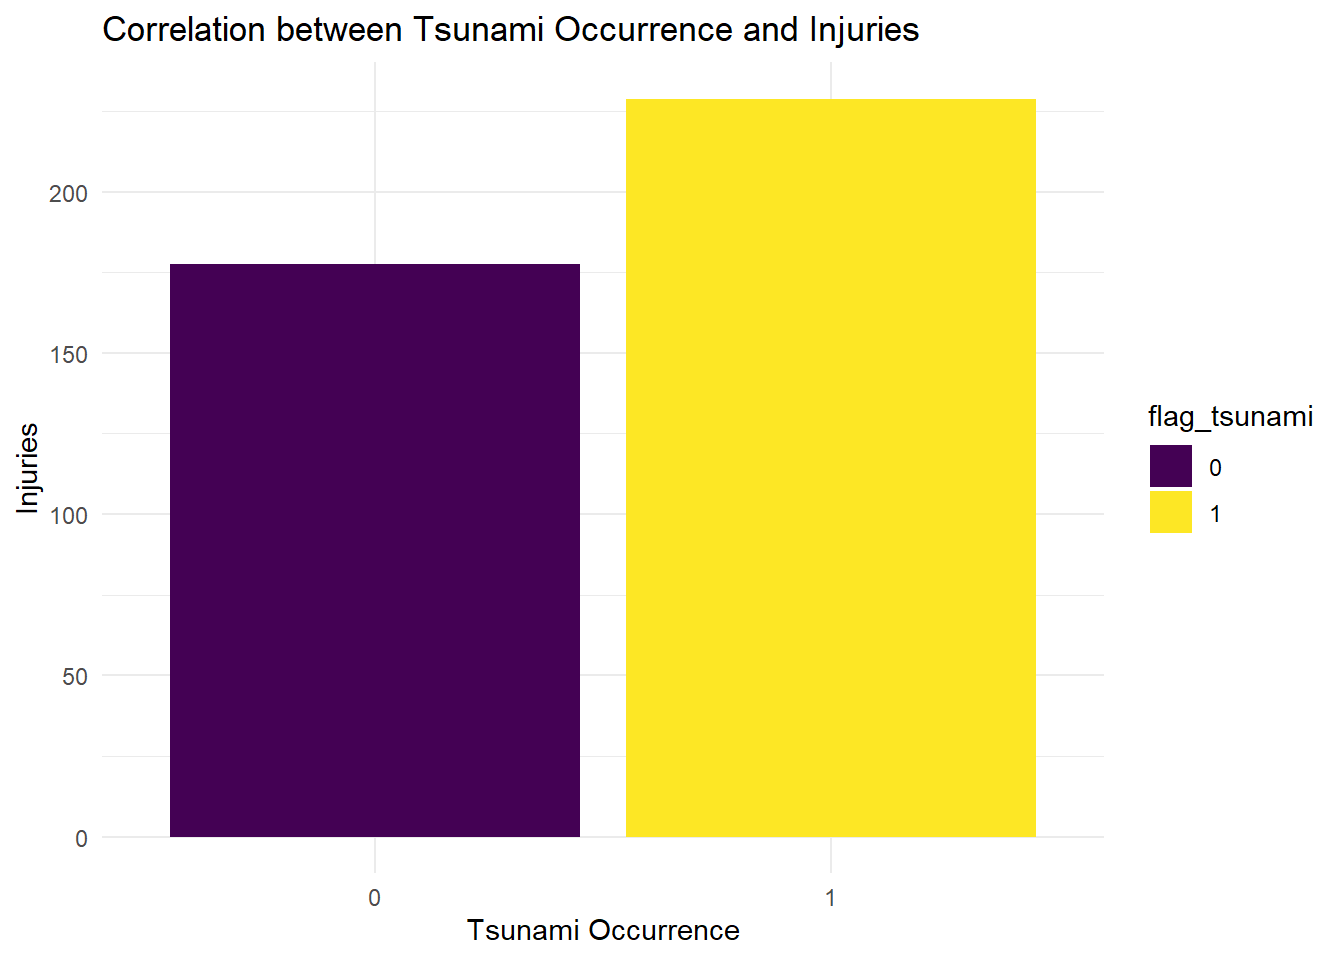 Correlation between Tsunami Occurrence and Injuries
Injuries
200
150
100
50
0
0
1
Tsunami Occurrence
flag_tsunami
0
1